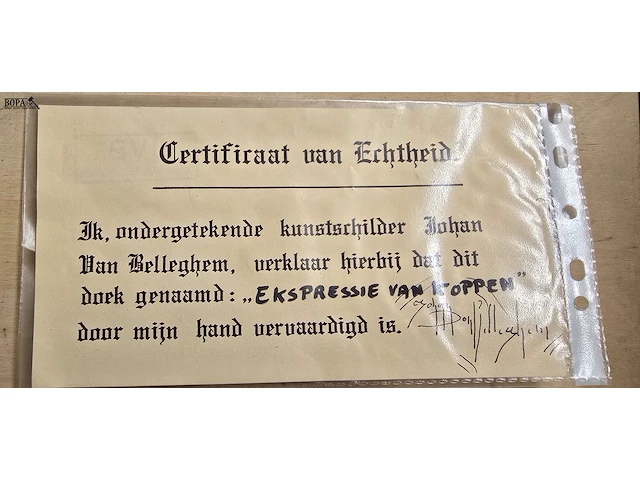 BOPA
Certificaat van Echtheid.
Ik, ondergetekende kunstschilder Johan
Van Belleghem, verklaar hierbij dat dit
doek genaamd: „EKSPRESSIE VAN KOPPEN"
door mijn hand vervaardigd is.